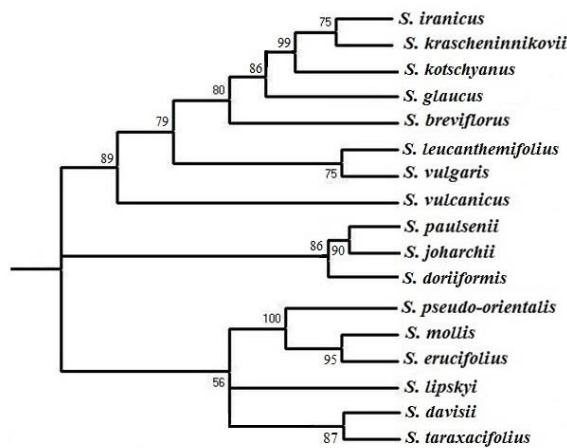 75
S. iranicus
S. krascheninnikovii
99
S. kotschyanus
86
S. glaucus
80
S. breviflorus
79
S. leucanthemifolius
75
S. vulgaris
89
S. vulcanicus
S. paulsenii
86
90
S. joharchii
S. doriiformis
S. pseudo-orientalis
100
S. mollis
95
S. erucifolius
56
S. lipskyi
S. davisii
87
S. taraxacifolius